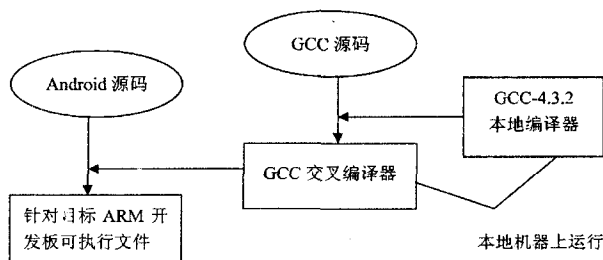 GCC 源码
Android 源码
GCC-4.3.2
本地编译器
GCC 交叉编译器
针对目标 ARM 开
发板可执行文件
本地机器上运行